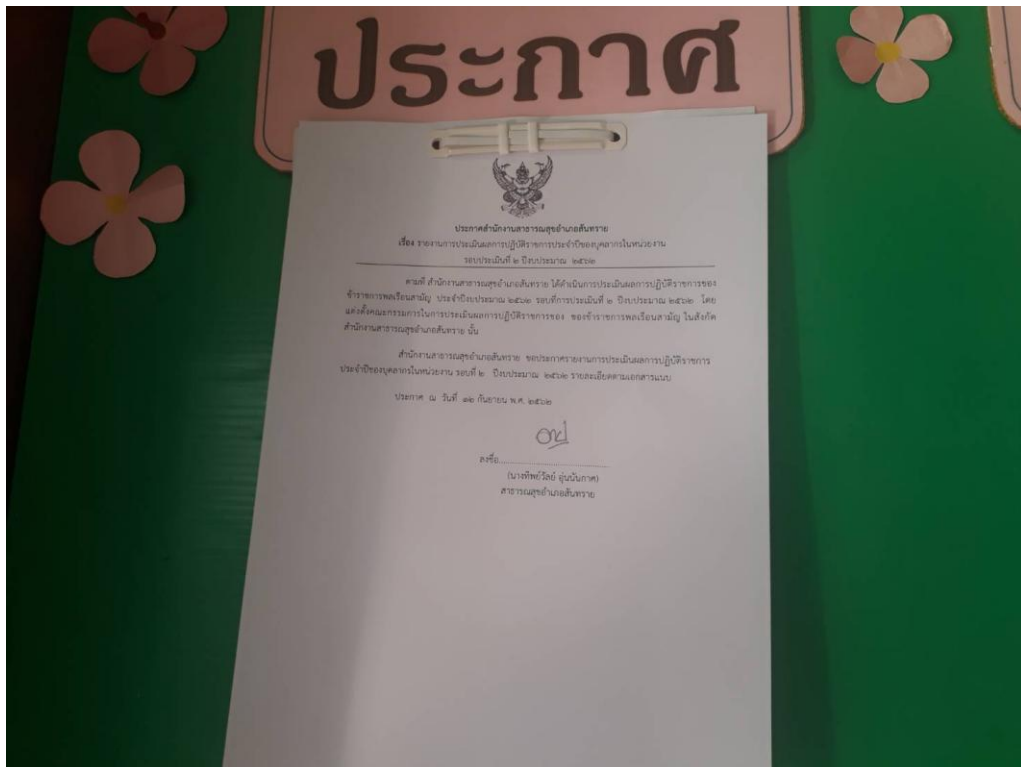 ประกาศ
ประกาศสำนักงานสาธารณสุขอำเภอสันทราย
เรื่อง รายงานการประเมินผลการปฏิบัติราชการประจำปีของบุคลากรในหน่วยงาน
รอบประเมินที่ ๒ ปีงบประมาณ ๒๕๖๒
ตามที่ สำนักงานสาธารณสุขอำเภอสันทราย ได้ดำเนินการประเมินผลการปฏิบัติราชการของ
ข้าราชการพลเรือนสามัญ ประจำปีงบประมาณ ๒๕๖๒ รอบที่การประเมินที่ ๒ ปีงบประมาณ ๒๕๖๒ โดย
แต่งตั้งคณะกรรมการในการประเมินผลการปฏิบัติราชการของ ของข้าราชการพลเรือนสามัญ ในสังกัด
สำนักงานสาธารณสุขอำเภอสันทราย นั้น
สำนักงานสาธารณสุขอำเภอสันทราย ขอประกาศรายงานการประเมินผลการปฏิบัติราชการ
ประจำปีของบุคลากรในหน่วยงาน รอบที่ ๒ ปีงบประมาณ ๒๕๖๒ รายละเอียดตามเอกสารแนบ
ประกาศ ณ วันที่ ๑๒ กันยายน พ.ศ. ๒๕๖๒
ลงชื่อ......................................
(นางทิพย์วัลย์ อุ่นนันกาศ)
สาธารณสุขอำเภอสันทราย